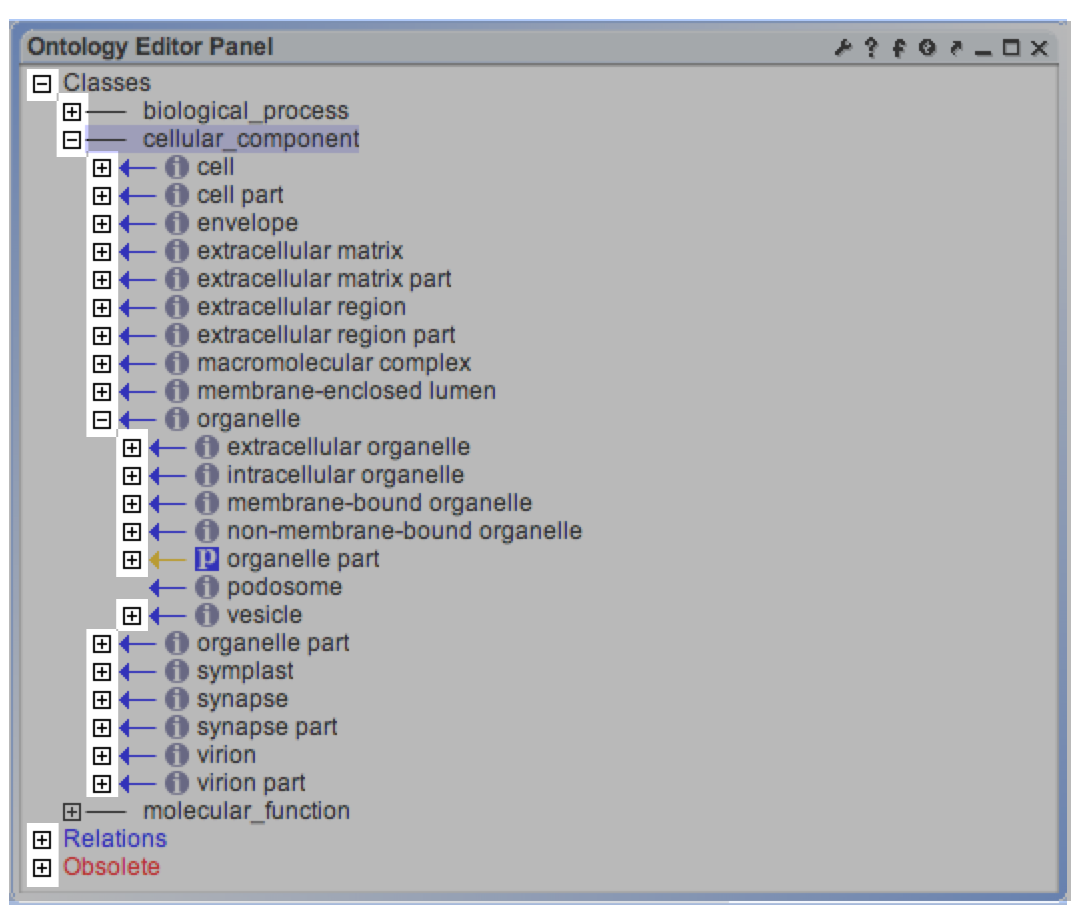 Ontology Editor Panel
Classes
biological_process
cellular_component
cell
cell part
envelope
extracellular matrix
extracellular matrix part
extracellular region
extracellular region part
macromolecular complex
membrane-enclosed lumen
organelle
extracellular organelle
intracellular organelle
membrane-bound organelle
non-membrane-bound organelle
p organelle part
podosome
vesicle
organelle part
symplast
synapse
synapse part
virion
virion part
molecular_function
Relations
Obsolete